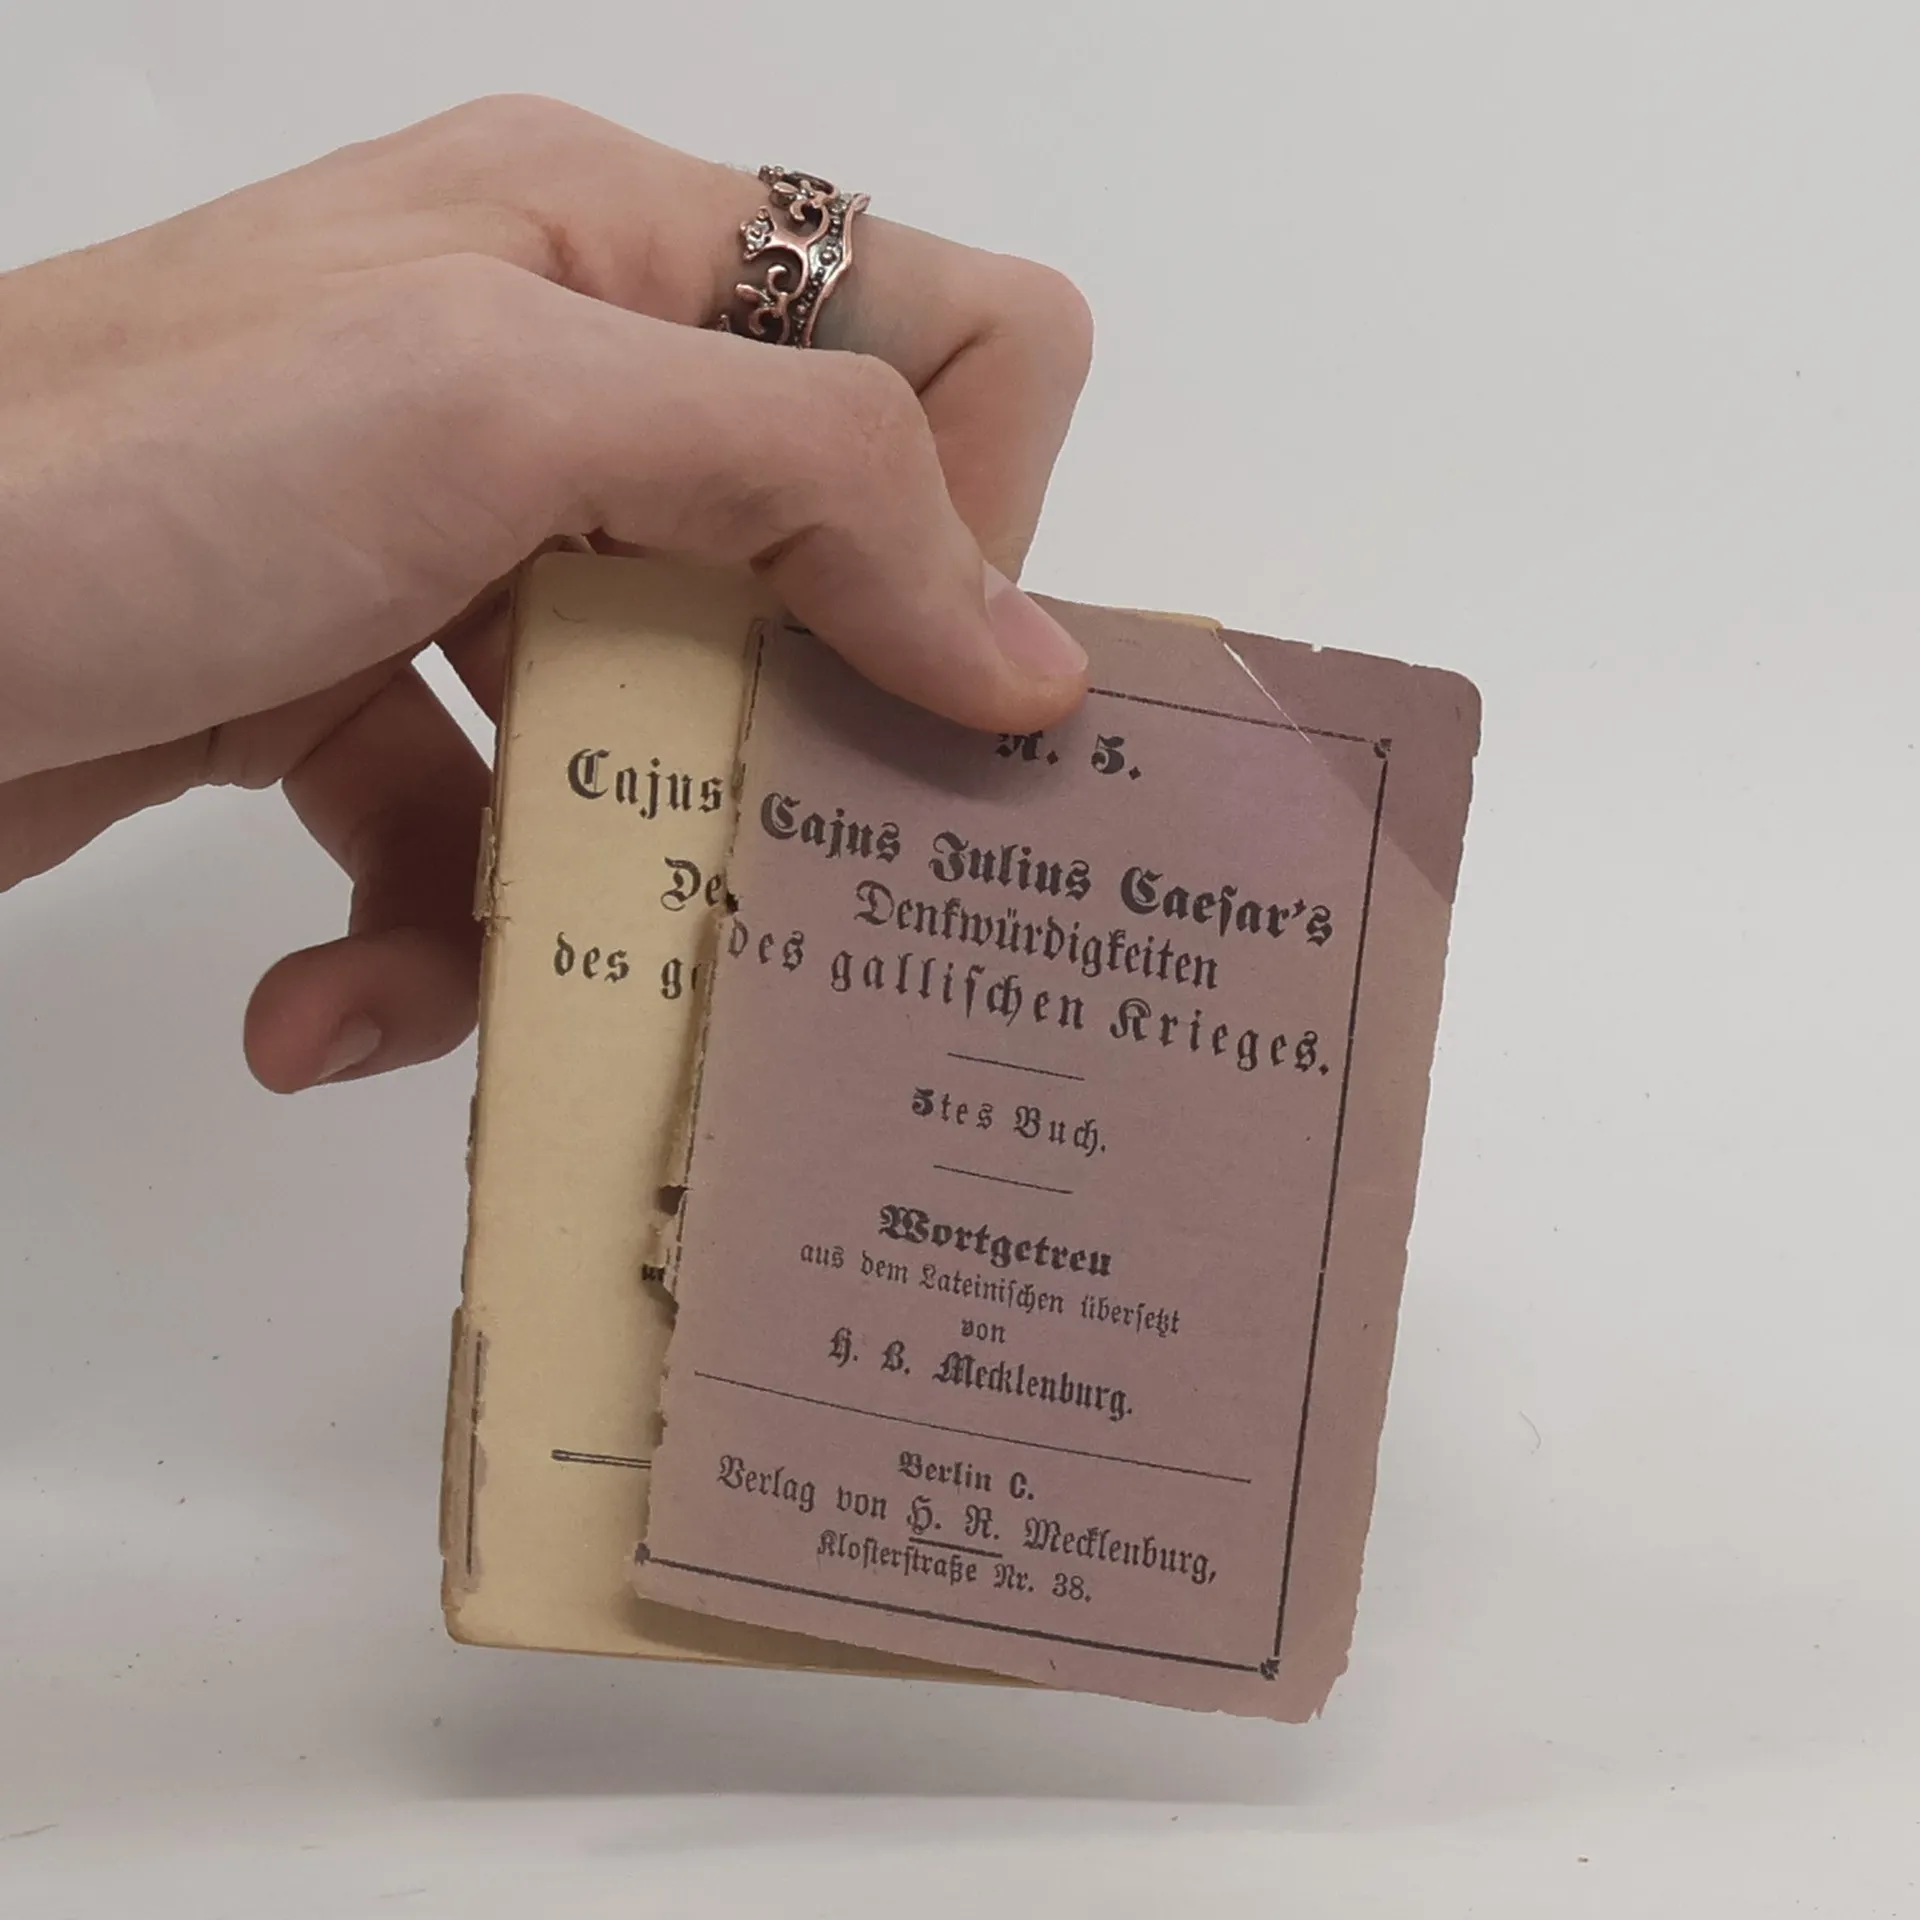 N. 5.
Cajus Julius Caeſar's
Denkwürdigkeiten
des galliſchen Krieges.
5tes Buch.
Wortgetreu
aus dem Lateiniſchen überſetzt
von
H. B. Mecklenburg.
Berlin C.
Verlag von H. R. Mecklenburg,
Kloſterſtraße Nr. 38.
Cajus
De
des g